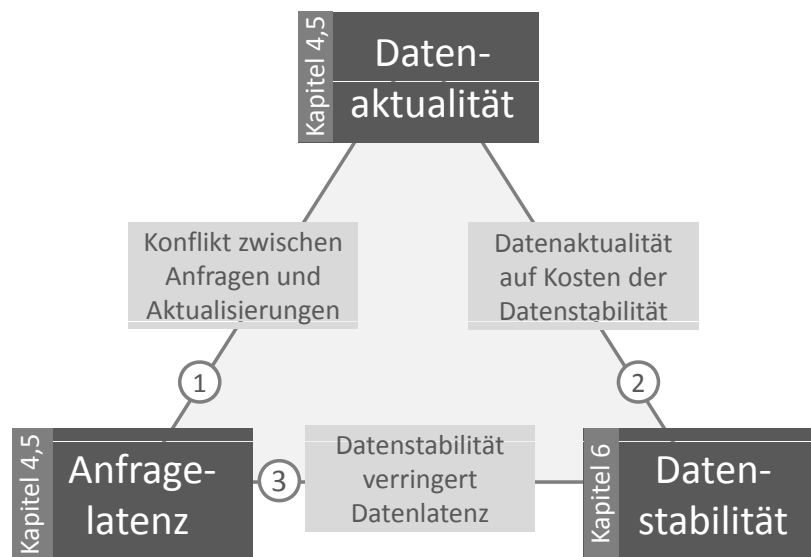 Kapitel 4,5
Daten-
aktualität
Konflikt zwischen
Anfragen und
Aktualisierungen
Datenaktualität
auf Kosten der
Datenstabilität
1
2
Kapitel 4,5
Anfrage-
latenz
3
Datenstabilität
verringert
Datenlatenz
Kapitel 6
Daten-
stabilität